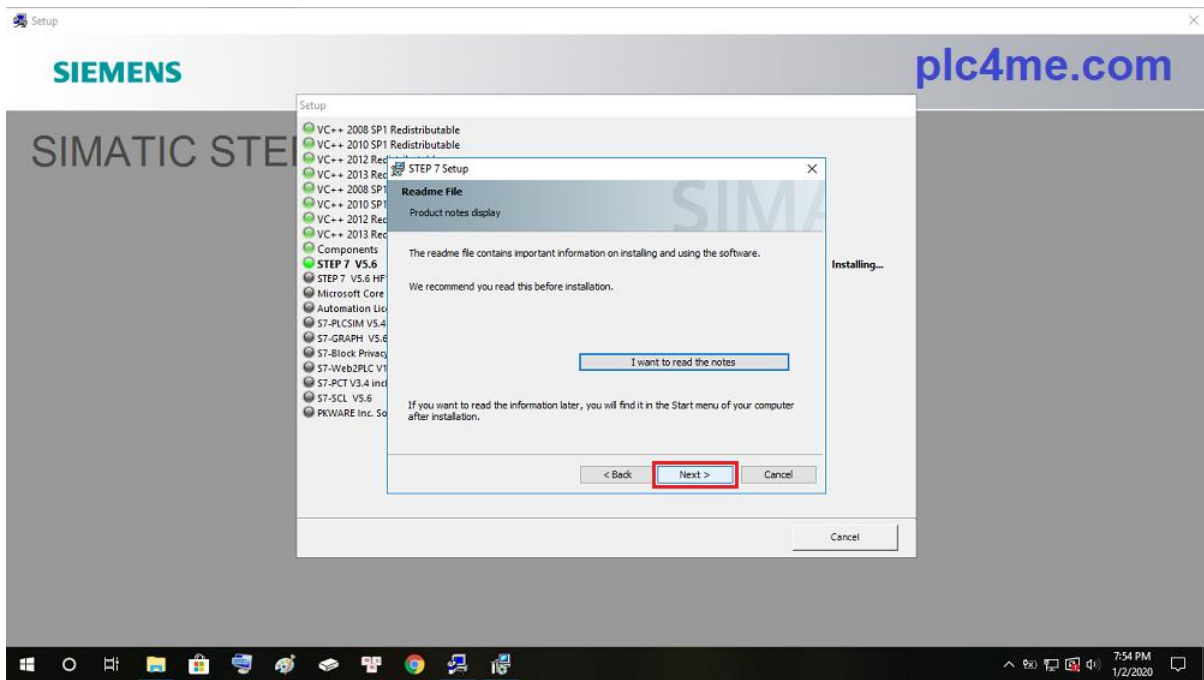 Setup
SIEMENS
plc4me.com
SIMATIC STE
Setup
VC++ 2008 SP1 Redistributable
VC++ 2010 SP1 Redistributable
VC++ 2012
VC++ 2013 Rec
VC++ 2008 SP1
VC++ 2010 SP1
VC++ 2012 Rec
VC++ 2013 Rec
Components
STEP 7 V5.6
Installing...
STEP 7 V5.6 HF
Microsoft Core
Automation Lic
S7-PLCSIM V5.4
S7-GRAPH V5.6
S7-Block Privacy
S7-Web2PLC V1
S7-PCT V3.4 incl
S7-SCL V5.6
PKWARE Inc. So
STEP 7 Setup
Readme File
Product notes display
SIMA
The readme file contains important information on installing and using the software.
We recommend you read this before installation.
I want to read the notes
If you want to read the information later, you will find it in the Start menu of your computer
after installation.
< Back Next > Cancel
Cancel
7:54 PM
1/2/2020